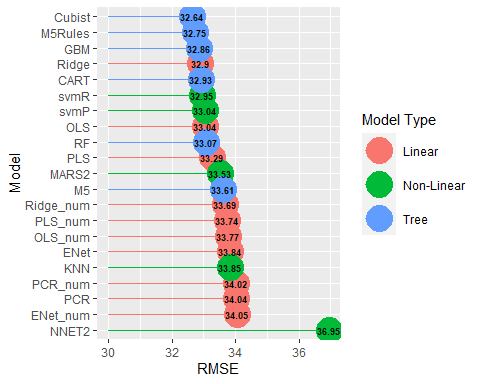 Model
Cubist 32.64
M5Rules 32.75
GBM 32.86
Ridge 32.9
CART 32.93
svmR 32.95
svmP 33.04
OLS 33.04
RF 33.07
PLS 33.29
MARS2 33.53
M5 33.61
Ridge_num 33.69
PLS_num 33.74
OLS_num 33.77
ENet 33.84
KNN 33.85
PCR_num 34.02
PCR 34.04
ENet_num 34.05
NNET2 36.95
30 32 34 36
RMSE
Model Type
Linear
Non-Linear
Tree